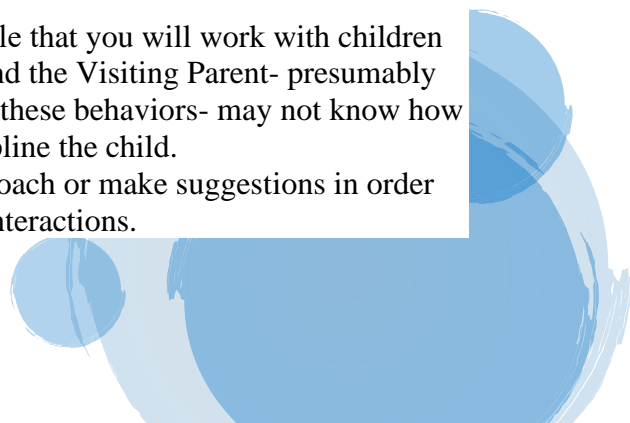 le that you will work with children
nd the Visiting Parent- presumably
these behaviors- may not know how
line the child.
oach or make suggestions in order
nteractions.